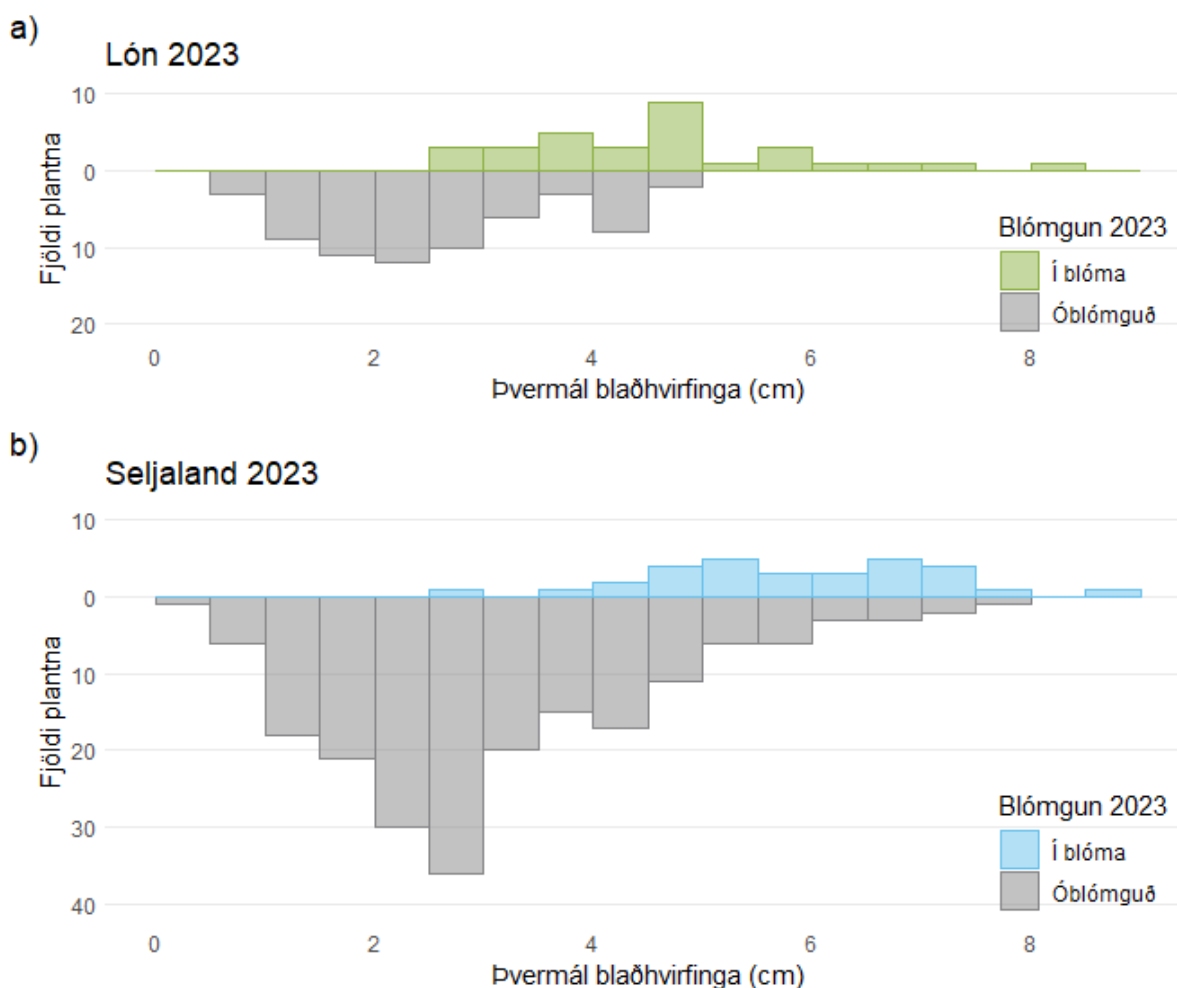 a)
Lón 2023
10
0
10
20
Fjöldi plantna
0 2 4 6 8
Þvermál blaðhvirfinga (cm)
Blómgun 2023
Í blóma
Óblómguð
b)
Seljaland 2023
10
0
10
20
30
40
Fjöldi plantna
0 2 4 6 8
Þvermál blaðhvirfinga (cm)
Blómgun 2023
Í blóma
Óblómguð